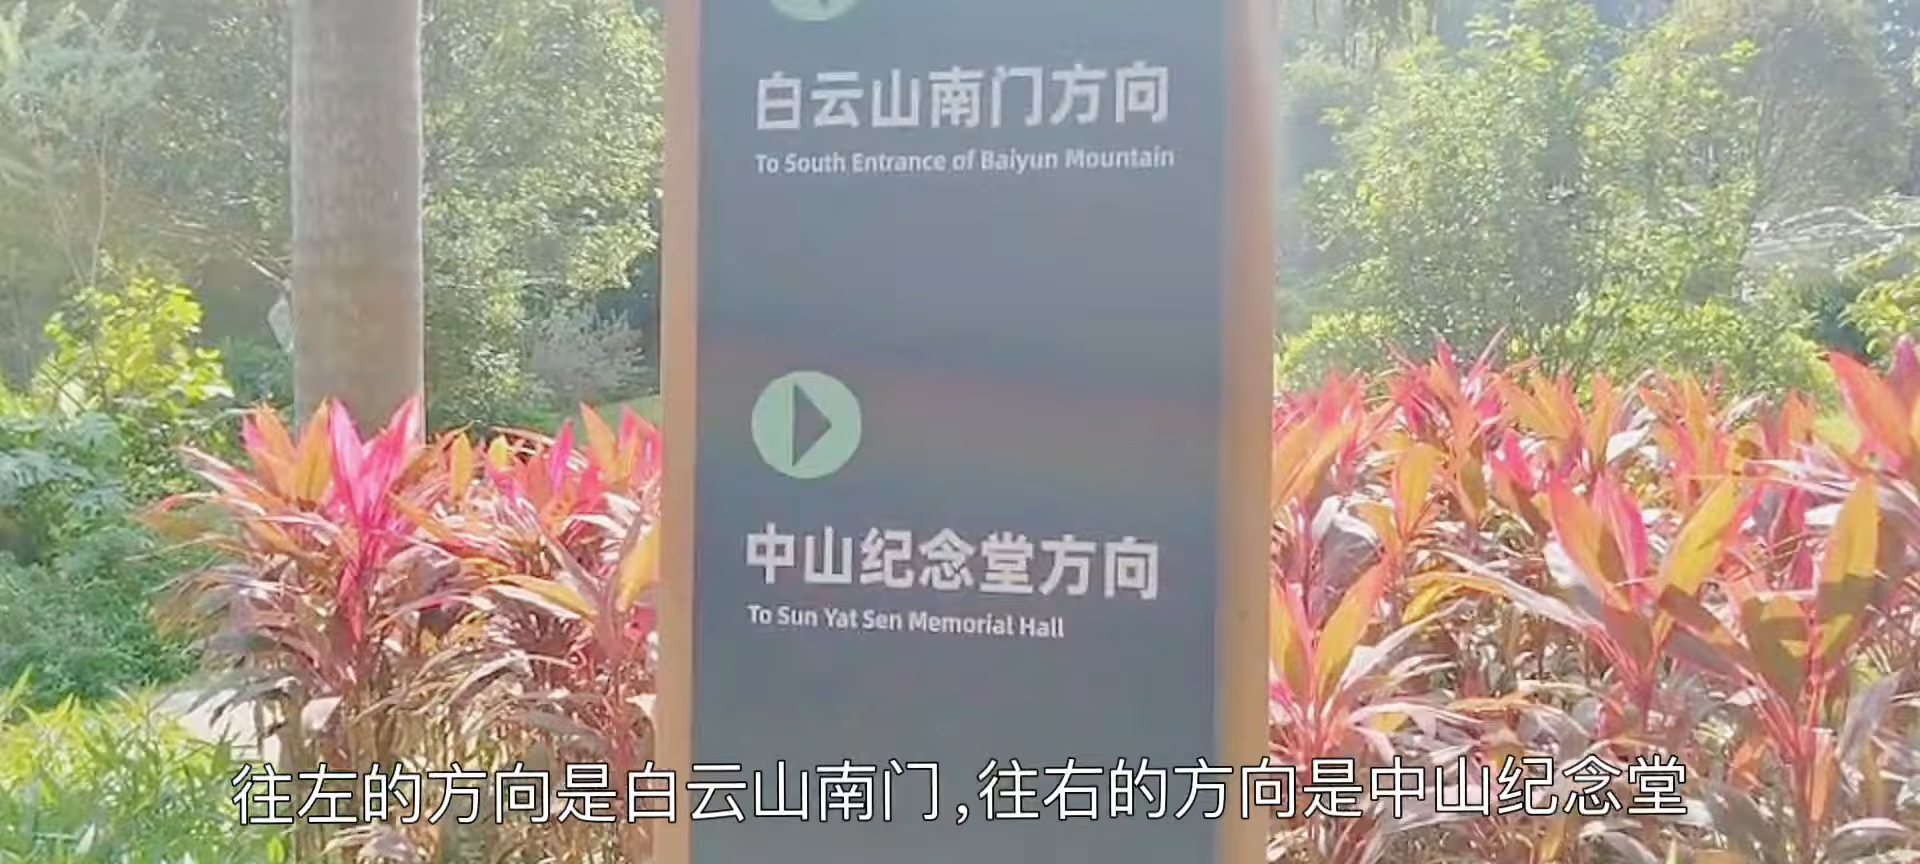 白云山南门方向
To South Entrance of Baiyun Mountain
中山纪念堂方向
To Sun Yat Sen Memorial Hall
往左的方向是白云山南门,往右的方向是中山纪念堂